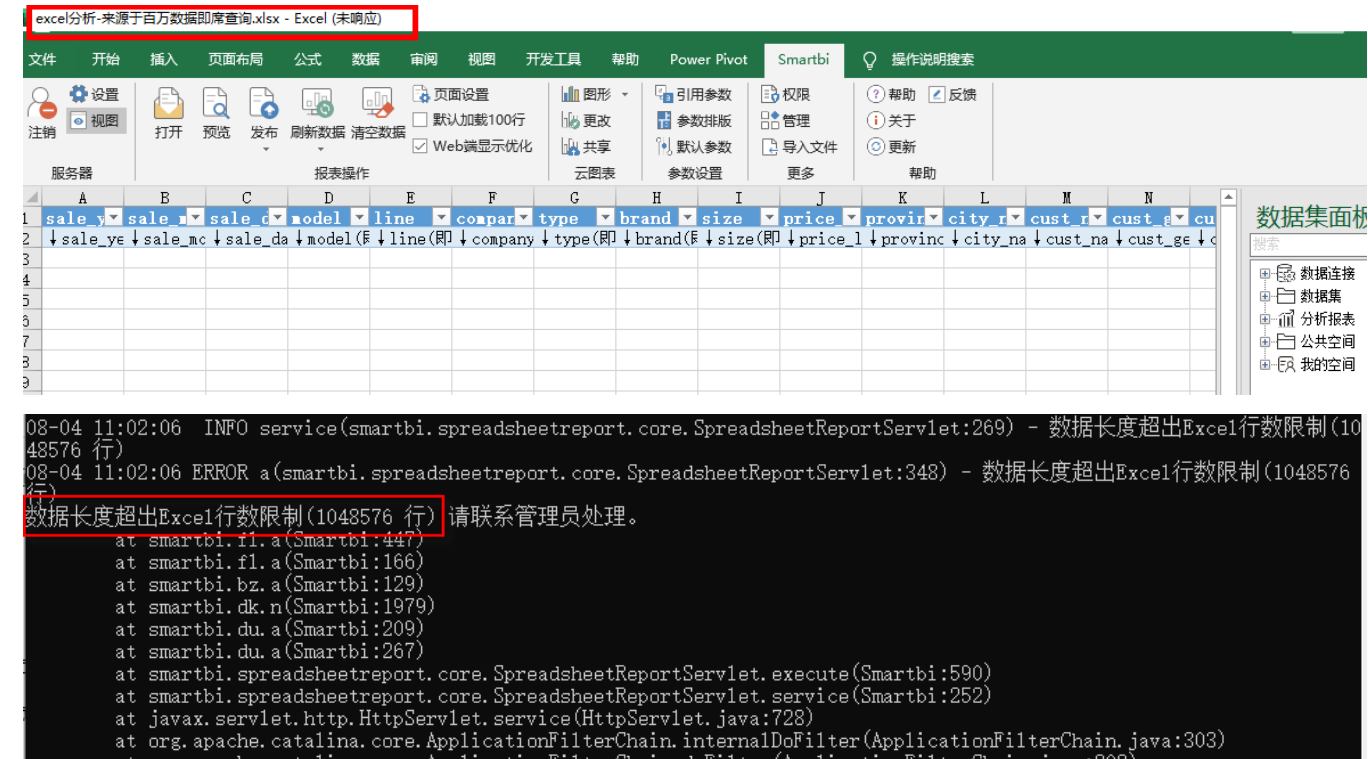 excel分析-来源于百万数据即席查询.xlsx - Excel (未响应)
文件 开始 插入 页面布局 公式 数据 审阅 视图 开发工具 帮助 Power Pivot Smartbi 操作说明搜索
设置 页面设置 图形 引用参数 权限 帮助 反馈
视图 默认加载100行 更改 参数排版 管理 关于
注销 打开 预览 发布 刷新数据 清空数据 Web端显示优化 共享 默认参数 导入文件 更新
服务器 报表操作 云图表 参数设置 更多 帮助
A B C D E F G H I J K L M N
1 sale_y sale_m sale_d model line compar type brand size price_ provin city_n cust_n cust_g cu
2 ↓sale_ye ↓sale_mc ↓sale_da ↓model(即 ↓line(即 ↓company ↓type(即 ↓brand(即 ↓size(即 ↓price_l ↓provinc ↓city_na ↓cust_na ↓cust_ge ↓c
3
4
5
6
7
8
9
数据集面板
搜索
数据连接
数据集
分析报表
公共空间
我的空间
08-04 11:02:06  INFO service(smartbi.spreadsheetreport.core.SpreadsheetReportServlet:269) - 数据长度超出Excel行数限制(10
48576 行)
08-04 11:02:06 ERROR a(smartbi.spreadsheetreport.core.SpreadsheetReportServlet:348) - 数据长度超出Excel行数限制(1048576
行)
数据长度超出Excel行数限制(1048576 行) 请联系管理员处理。
at smartbi.fl.a(Smartbi:447)
at smartbi.fl.a(Smartbi:166)
at smartbi.bz.a(Smartbi:129)
at smartbi.dk.n(Smartbi:1979)
at smartbi.du.a(Smartbi:209)
at smartbi.du.a(Smartbi:267)
at smartbi.spreadsheetreport.core.SpreadsheetReportServlet.execute(Smartbi:590)
at smartbi.spreadsheetreport.core.SpreadsheetReportServlet.service(Smartbi:252)
at javax.servlet.http.HttpServlet.service(HttpServlet.java:728)
at org.apache.catalina.core.ApplicationFilterChain.internalDoFilter(ApplicationFilterChain.java:303)